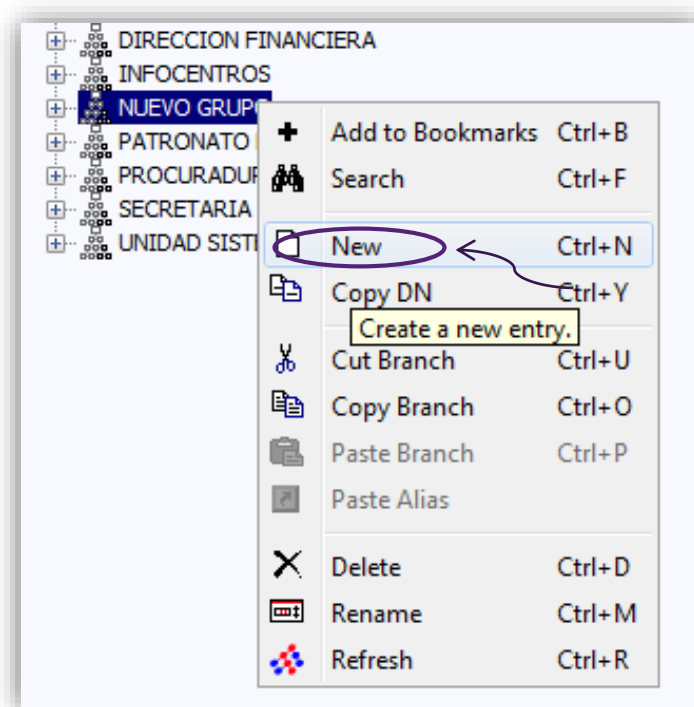 DIRECCION FINANCIERA
INFOCENTROS
NUEVO GRUPO
PATRONATO
SECRETARIA
UNIDAD
Add to Bookmarks Ctrl+B
Search Ctrl+F
New Ctrl+N
Copy DN Ctrl+Y
Create a new entry.
Cut Branch Ctrl+U
Copy Branch Ctrl+O
Paste Branch Ctrl+P
Paste Alias
Delete Ctrl+D
Rename Ctrl+M
Refresh Ctrl+R